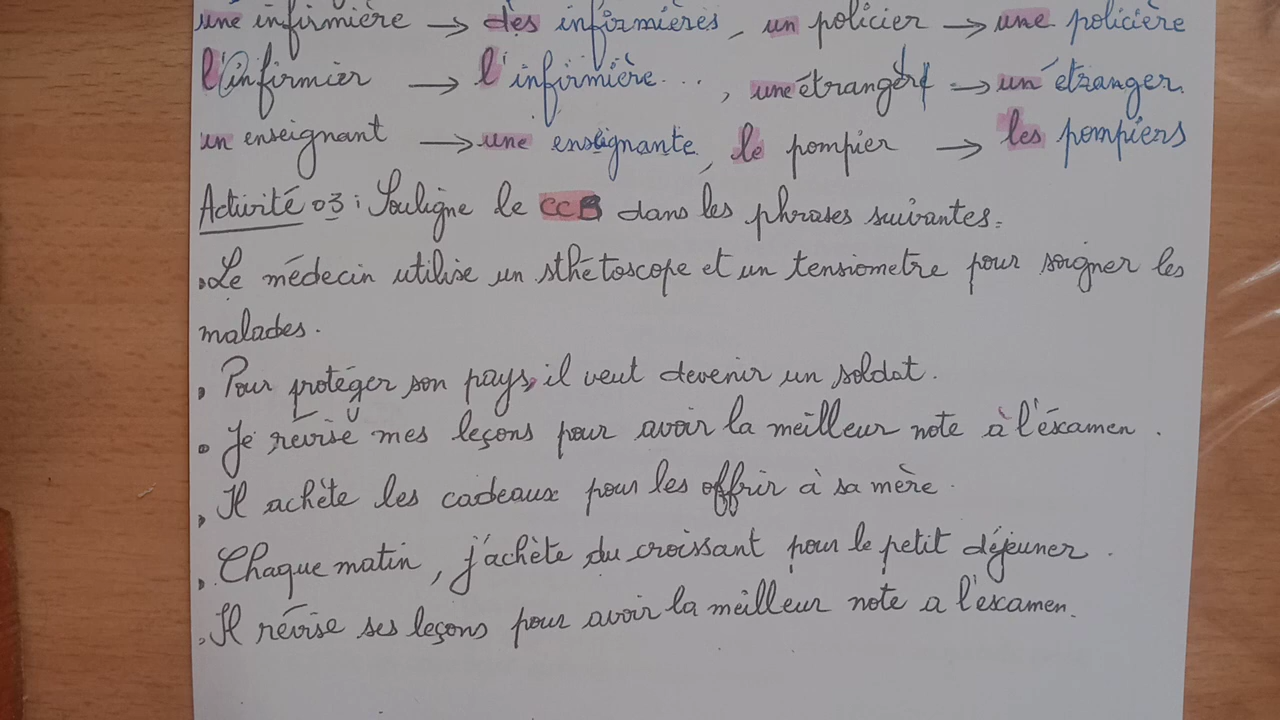 une infirmière → des infirmières, un policier → une policière
l'infirmier → l'infirmière..., une étrangère → un étranger.
un enseignant → une enseignante, le pompier → les pompiers
Activité 03 : Souligne le CCB dans les phrases suivantes.
.Le médecin utilise un sthétoscope et un tensiometre pour soigner les
malades.
. Pour protéger son pays, il veut devenir un soldat.
. Je révise mes leçons pour avoir la meilleur note à l'éxamen.
. Il achète les cadeaux pour les offrir à sa mère.
. Chaque matin, j'achète du croissant pour le petit déjeuner.
. Il révise ses leçons pour avoir la meilleur note a l'examen.